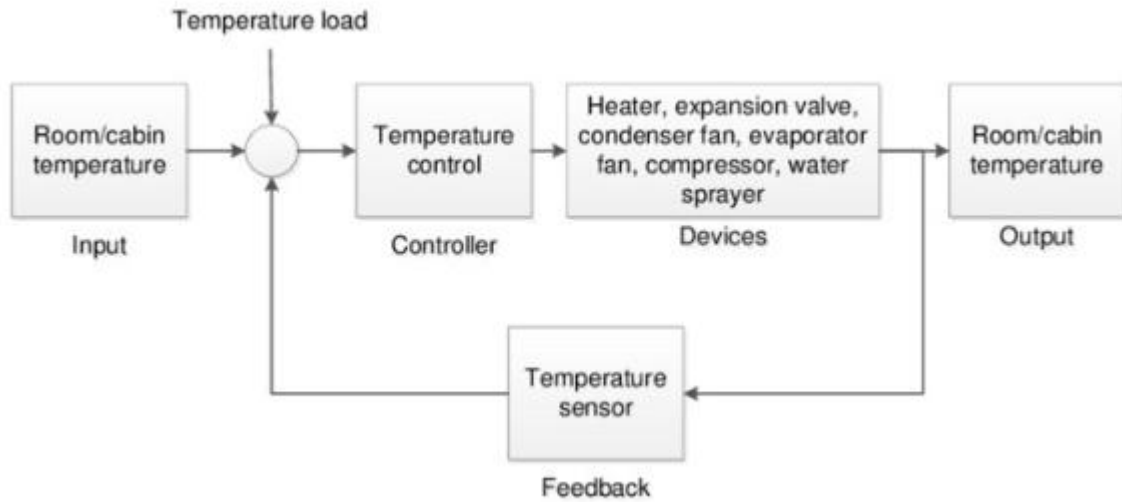 Temperature load
Room/cabin
temperature
Input
Temperature
control
Controller
Heater, expansion valve,
condenser fan, evaporator
fan, compressor, water
sprayer
Devices
Room/cabin
temperature
Output
Temperature
sensor
Feedback